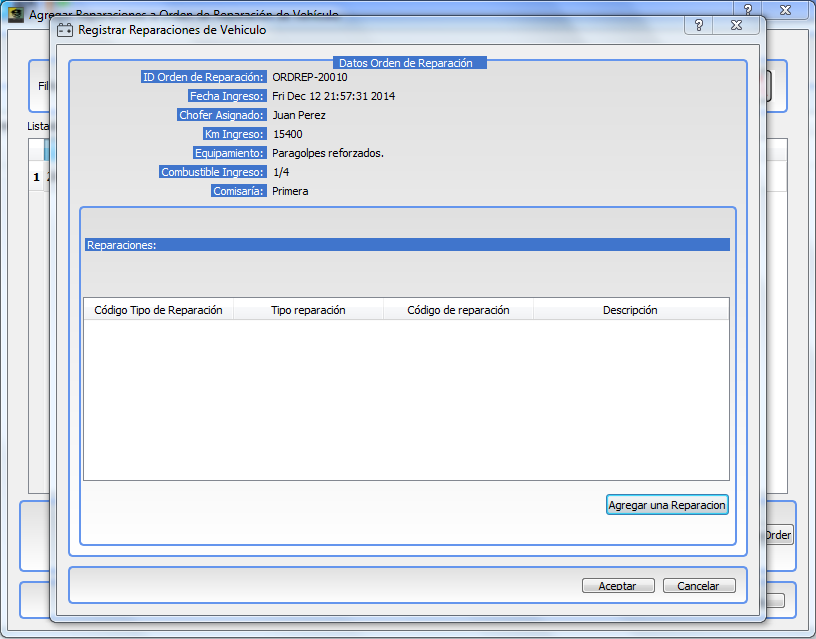 Agregar Reparaciones a Orden de Reparación de Vehículo
Registrar Reparaciones de Vehiculo
Fil
Lista
1 2
Datos Orden de Reparación
ID Orden de Reparación: ORDREP-20010
Fecha Ingreso: Fri Dec 12 21:57:31 2014
Chofer Asignado: Juan Perez
Km Ingreso: 15400
Equipamiento: Paragolpes reforzados.
Combustible Ingreso: 1/4
Comisaría: Primera
Reparaciones:
Código Tipo de Reparación Tipo reparación Código de reparación Descripción
Agregar una Reparacion
Order
Aceptar Cancelar